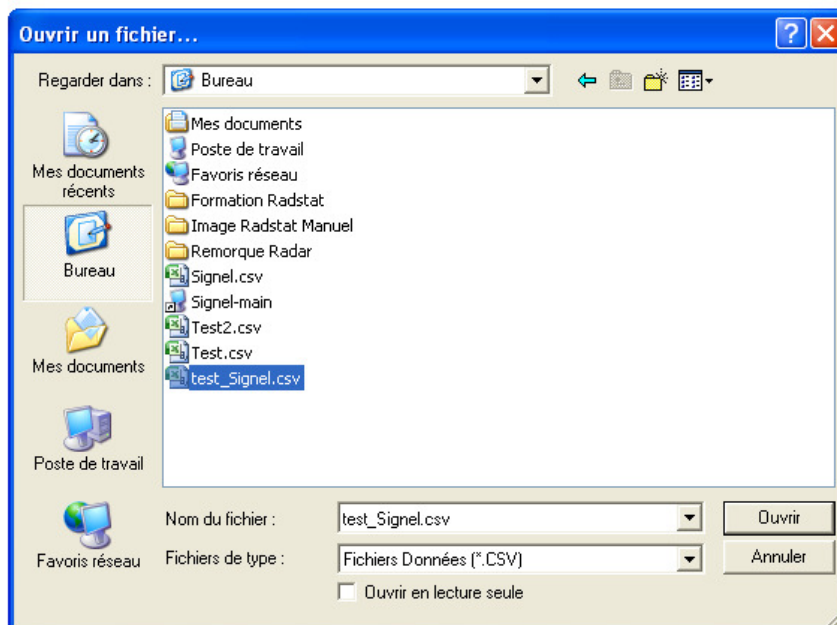 Ouvrir un fichier...
Regarder dans :
Bureau
Mes documents récents
Bureau
Mes documents
Poste de travail
Favoris réseau
Mes documents
Poste de travail
Favoris réseau
Formation Radstat
Image Radstat Manuel
Remorque Radar
Signel.csv
Signel-main
Test2.csv
Test.csv
test_Signel.csv
Nom du fichier :
test_Signel.csv
Ouvrir
Fichiers de type :
Fichiers Données (*.CSV)
Annuler
Ouvrir en lecture seule